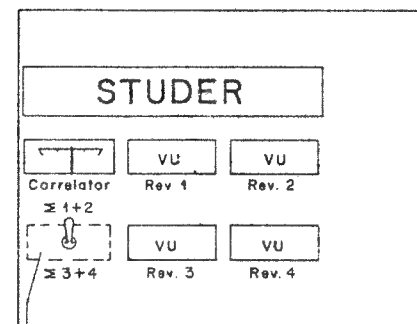 STUDER
VU VU
Correlator Rev 1 Rev. 2
Σ 1+2
VU VU
Σ 3+4 Rev. 3 Rev. 4